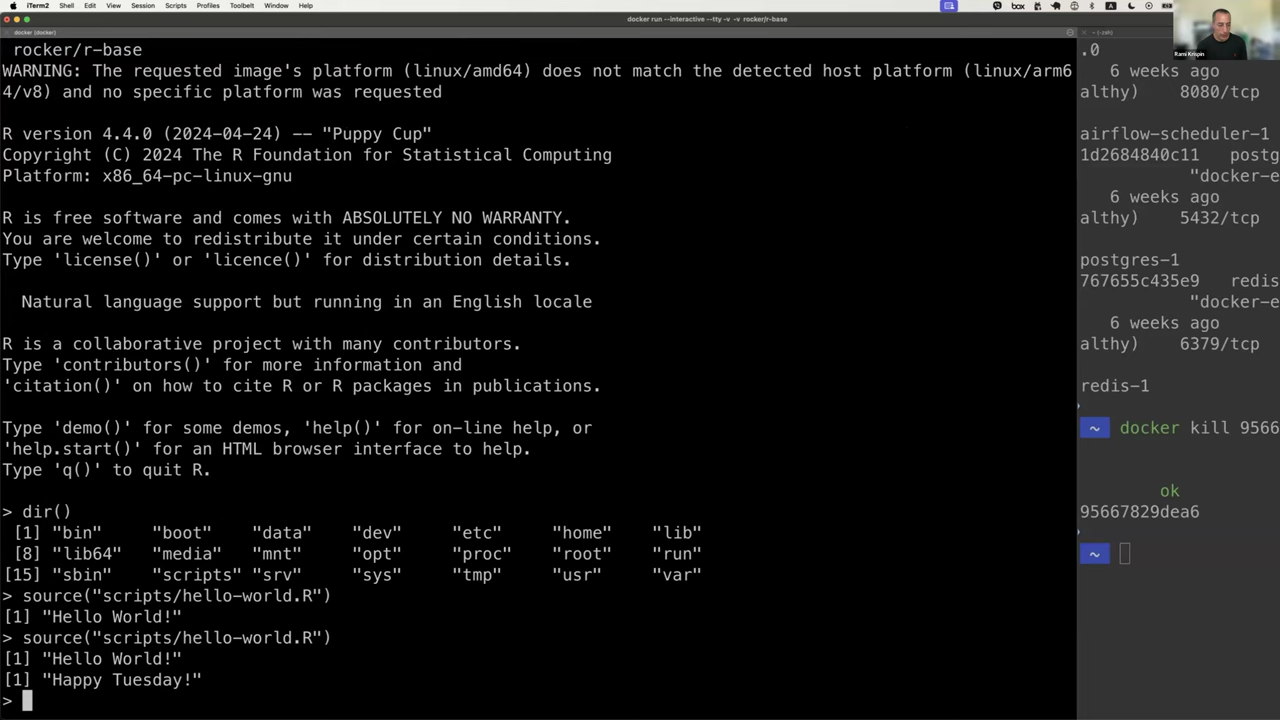 iTerm2 Shell Edit View Session Scripts Profiles Toolbelt Window Help
box
docker run --interactive --tty -v -v rocker/r-base
docker (docker)
~ (-zsh)
rocker/r-base
WARNING: The requested image's platform (linux/amd64) does not match the detected host platform (linux/arm6
4/v8) and no specific platform was requested
R version 4.4.0 (2024-04-24) -- "Puppy Cup"
Copyright (C) 2024 The R Foundation for Statistical Computing
Platform: x86_64-pc-linux-gnu
R is free software and comes with ABSOLUTELY NO WARRANTY.
You are welcome to redistribute it under certain conditions.
Type 'license()' or 'licence()' for distribution details.
Natural language support but running in an English locale
R is a collaborative project with many contributors.
Type 'contributors()' for more information and
'citation()' on how to cite R or R packages in publications.
Type 'demo()' for some demos, 'help()' for on-line help, or
'help.start()' for an HTML browser interface to help.
Type 'q()' to quit R.
> dir()
[1] "bin" "boot" "data" "dev" "etc" "home" "lib"
[8] "lib64" "media" "mnt" "opt" "proc" "root" "run"
[15] "sbin" "scripts" "srv" "sys" "tmp" "usr" "var"
> source("scripts/hello-world.R")
[1] "Hello World!"
> source("scripts/hello-world.R")
[1] "Hello World!"
[1] "Happy Tuesday!"
>
.0
6 weeks ago
althy) 8080/tcp
airflow-scheduler-1
1d2684840c11 postg
"docker-e
6 weeks ago
althy) 5432/tcp
postgres-1
767655c435e9 redis
"docker-e
6 weeks ago
althy) 6379/tcp
redis-1
~ docker kill 9566
ok
95667829dea6
~
Rami Krispin